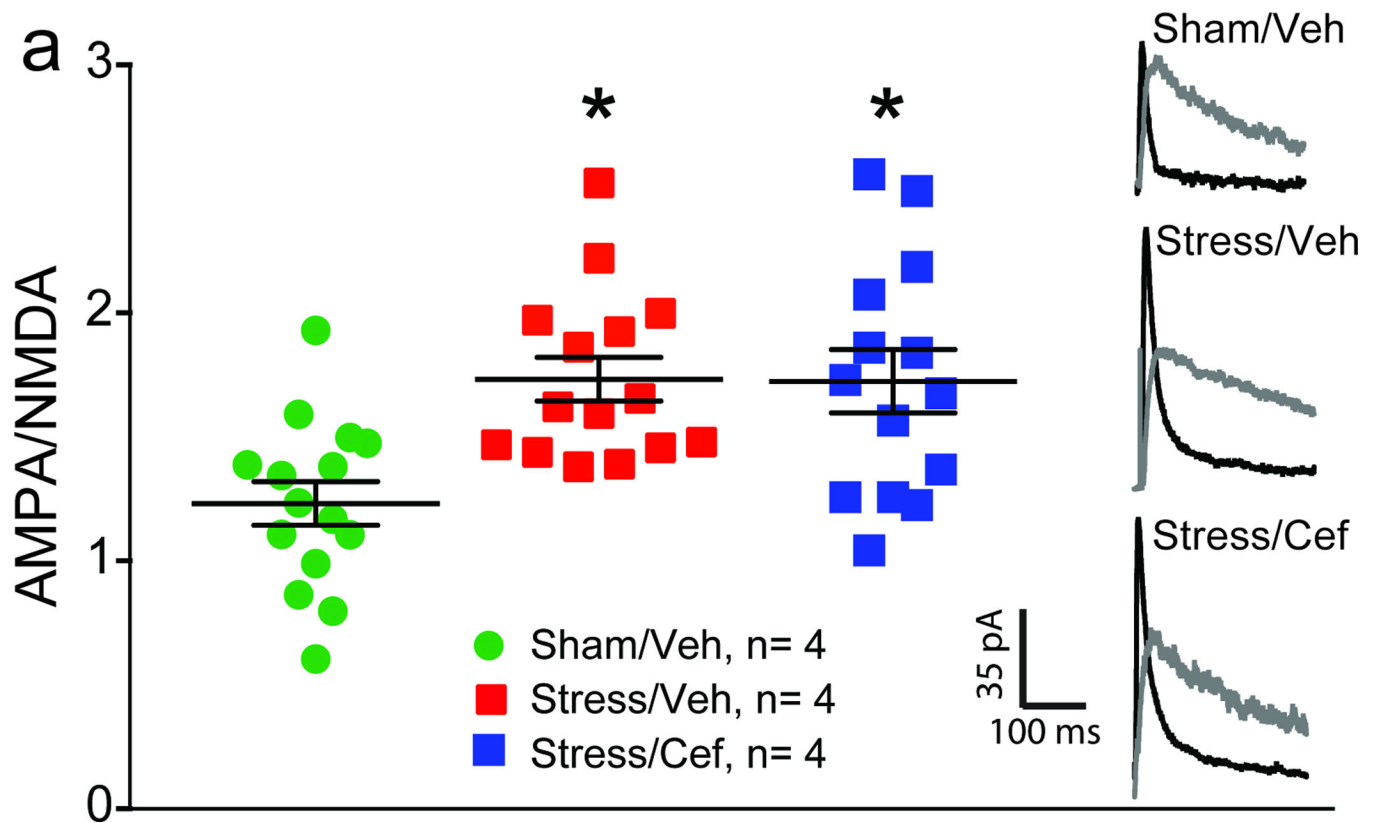 a
3
2
1
0
AMPA/NMDA
*
*
Sham/Veh, n= 4
Stress/Veh, n= 4
Stress/Cef, n= 4
35 pA
100 ms
Sham/Veh
Stress/Veh
Stress/Cef